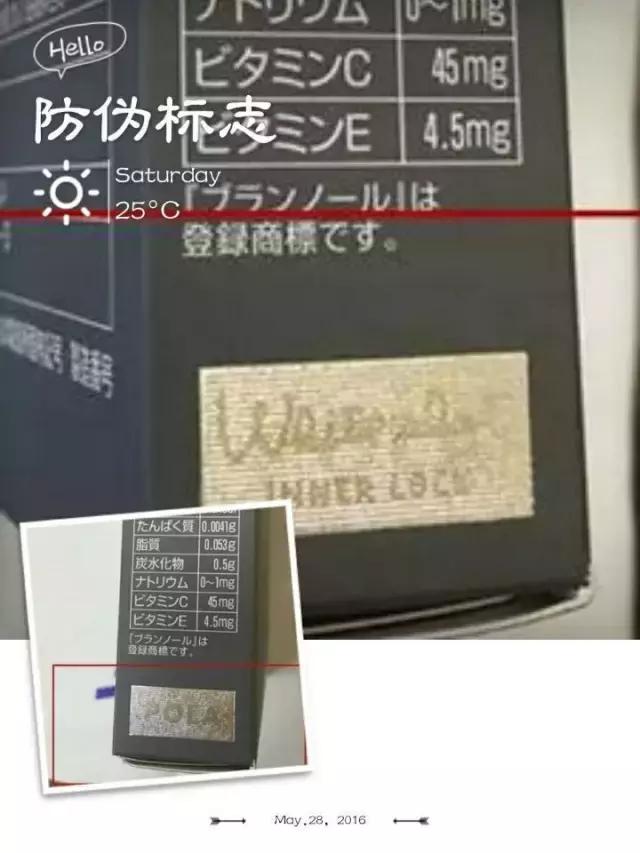 Hello
防伪标志
Saturday
25°C
ナトリウム 0〜1mg
ビタミンC 45mg
ビタミンE 4.5mg
「ブランノール」は
登録商標です。
製造番号
INNER LOCK
たんぱく質 0.0041g
脂質 0.053g
炭水化物 0.5g
ナトリウム 0〜1mg
ビタミンC 45mg
ビタミンE 4.5mg
「ブランノール」は
登録商標です。
POLA
May.28, 2016